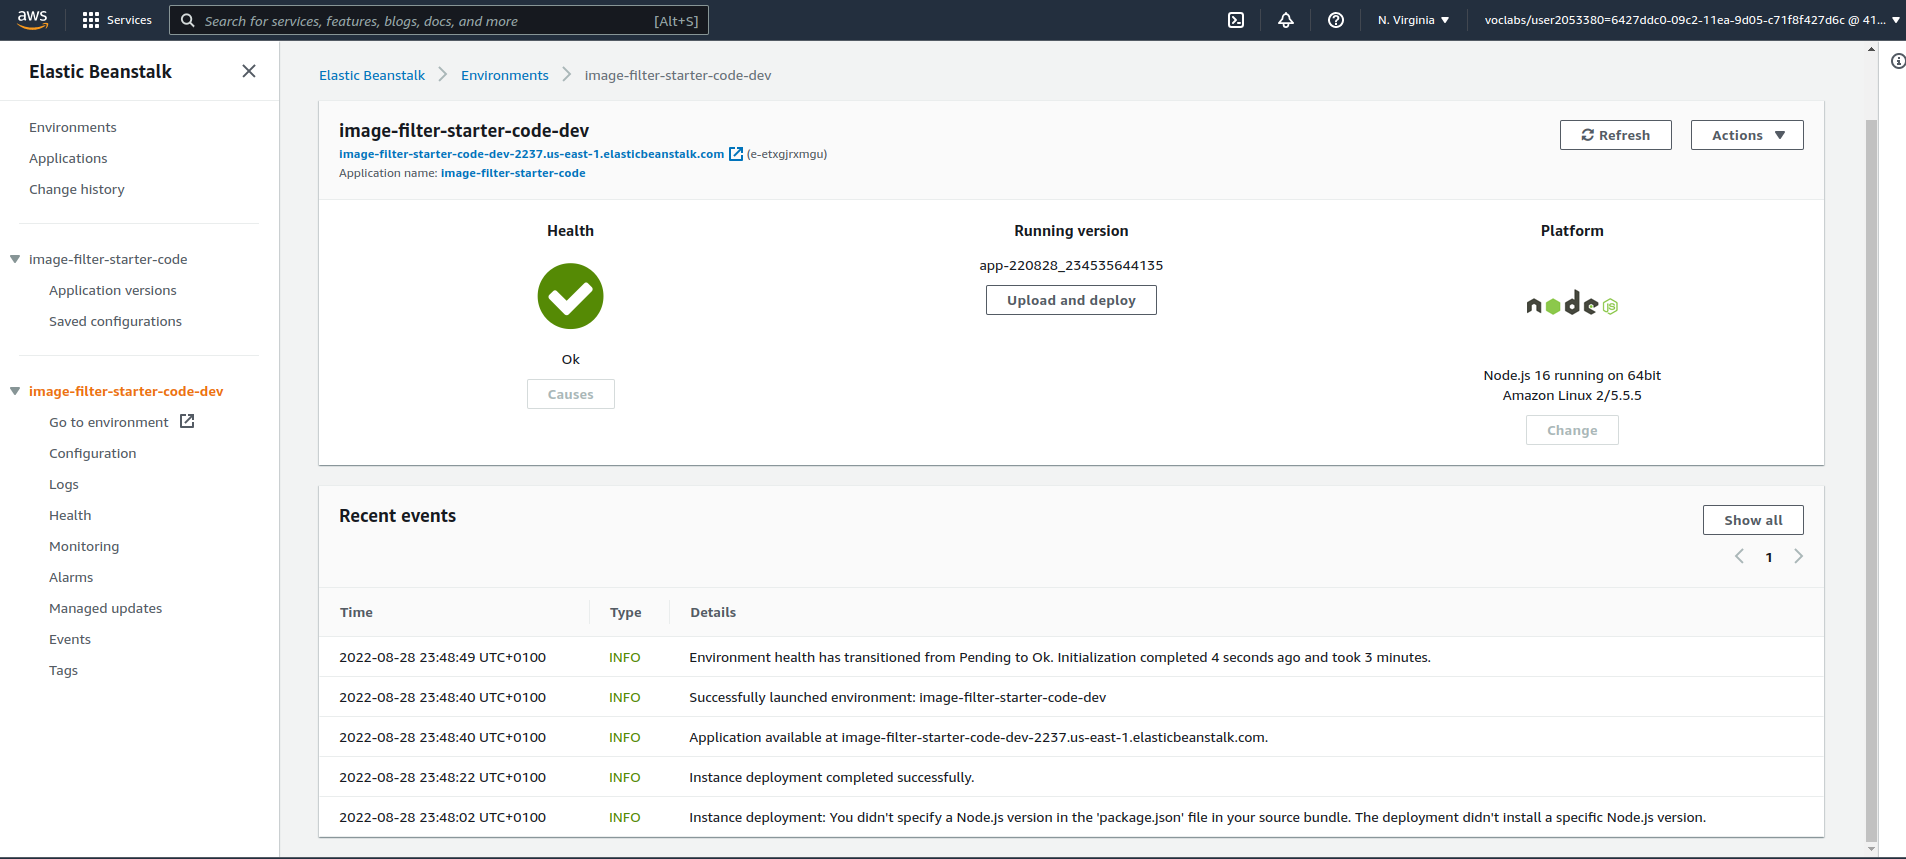 aws
Services
Search for services, features, blogs, docs, and more
[Alt+S]
N. Virginia
voclabs/user2053380=6427ddc0-09c2-11ea-9d05-c71f8f427d6c @ 41...
Elastic Beanstalk
Environments
Applications
Change history
image-filter-starter-code
Application versions
Saved configurations
image-filter-starter-code-dev
Go to environment
Configuration
Logs
Health
Monitoring
Alarms
Managed updates
Events
Tags
Elastic Beanstalk
Environments
image-filter-starter-code-dev
image-filter-starter-code-dev
image-filter-starter-code-dev-2237.us-east-1.elasticbeanstalk.com (e-etxgjrxmgu)
Application name: image-filter-starter-code
Refresh
Actions
Health
Ok
Causes
Running version
app-220828_234535644135
Upload and deploy
Platform
node JS
Node.js 16 running on 64bit
Amazon Linux 2/5.5.5
Change
Recent events
Show all
1
Time Type Details
2022-08-28 23:48:49 UTC+0100 INFO Environment health has transitioned from Pending to Ok. Initialization completed 4 seconds ago and took 3 minutes.
2022-08-28 23:48:40 UTC+0100 INFO Successfully launched environment: image-filter-starter-code-dev
2022-08-28 23:48:40 UTC+0100 INFO Application available at image-filter-starter-code-dev-2237.us-east-1.elasticbeanstalk.com.
2022-08-28 23:48:22 UTC+0100 INFO Instance deployment completed successfully.
2022-08-28 23:48:02 UTC+0100 INFO Instance deployment: You didn't specify a Node.js version in the 'package.json' file in your source bundle. The deployment didn't install a specific Node.js version.